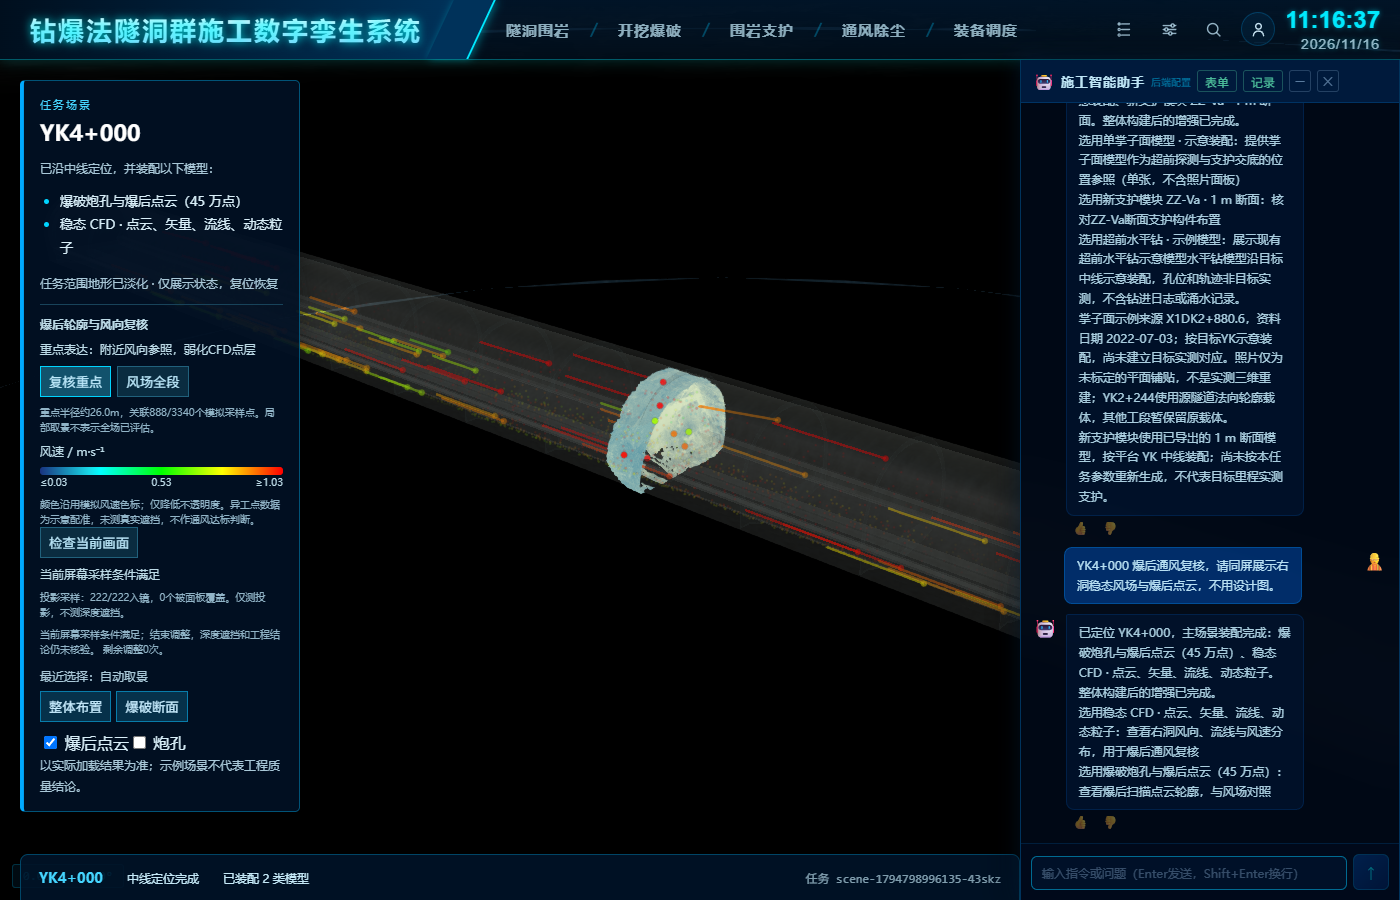 钻爆法隧洞群施工数字孪生系统
隧洞围岩 / 开挖爆破 / 围岩支护 / 通风除尘 / 装备调度
11:16:37
2026/11/16
任务场景
YK4+000
已沿中线定位，并装配以下模型：
爆破炮孔与爆后点云（45 万点）
稳态 CFD · 点云、矢量、流线、动态粒
子
任务范围地形已淡化 · 仅展示状态，复位恢复
爆后轮廓与风向复核
重点表达：附近风向参照，弱化CFD点层
复核重点
风场全段
重点半径约26.0m，关联888/3340个模拟采样点。局
部取景不表示全场已评估。
风速 / m·s⁻¹
≤0.03 0.53 ≥1.03
颜色沿用模拟风速色标；仅降低不透明度。异工点数据
为示意配准，未测真实遮挡，不作通风达标判断。
检查当前画面
当前屏幕采样条件满足
投影采样：222/222入镜，0个被面板覆盖。仅测投
影，不测深度遮挡。
当前屏幕采样条件满足；结束调整，深度遮挡和工程结
论仍未核验。 剩余调整0次。
最近选择：自动取景
整体布置
爆破断面
爆后点云 炮孔
以实际加载结果为准；示例场景不代表工程质
量结论。
YK4+000 中线定位完成 已装配 2 类模型
任务 scene-1794798996135-43skz
施工智能助手 后端配置 表单 记录
面。整体构建后的增强已完成。
选用单掌子面模型 · 示意装配：提供掌
子面模型作为超前探测与支护交底的位
置参照（单张，不含照片面板）
选用新支护模块 ZZ-Va · 1 m 断面：核
对ZZ-Va断面支护构件布置
选用超前水平钻 · 示例模型：展示现有
超前水平钻示意模型水平钻模型沿目标
中线示意装配，孔位和轨迹非目标实
测，不含钻进日志或涌水记录。
掌子面示例来源 X1DK2+880.6，资料
日期 2022-07-03；按目标YK示意装
配，尚未建立目标实测对应。照片仅为
未标定的平面铺贴，不是实测三维重
建；YK2+244使用源隧道法向轮廓载
体，其他工段暂保留原载体。
新支护模块使用已导出的 1 m 断面模
型，按平台 YK 中线装配；尚未按本任
务参数重新生成，不代表目标里程实测
支护。
YK4+000 爆后通风复核，请同屏展示右
洞稳态风场与爆后点云，不用设计图。
已定位 YK4+000，主场景装配完成：爆
破炮孔与爆后点云（45 万点）、稳态
CFD · 点云、矢量、流线、动态粒子。
整体构建后的增强已完成。
选用稳态 CFD · 点云、矢量、流线、动
态粒子：查看右洞风向、流线与风速分
布，用于爆后通风复核
选用爆破炮孔与爆后点云（45 万点）：
查看爆后扫描点云轮廓，与风场对照
输入指令或问题（Enter发送，Shift+Enter换行）